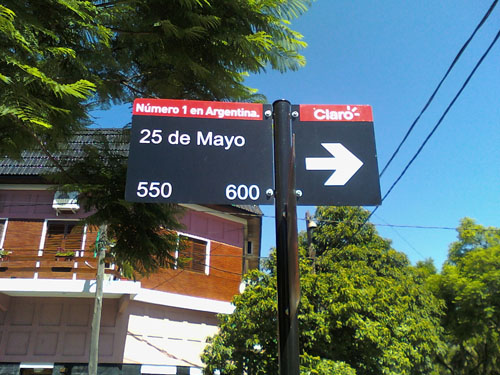 Número 1 en Argentina.
Claro
25 de Mayo
550 600